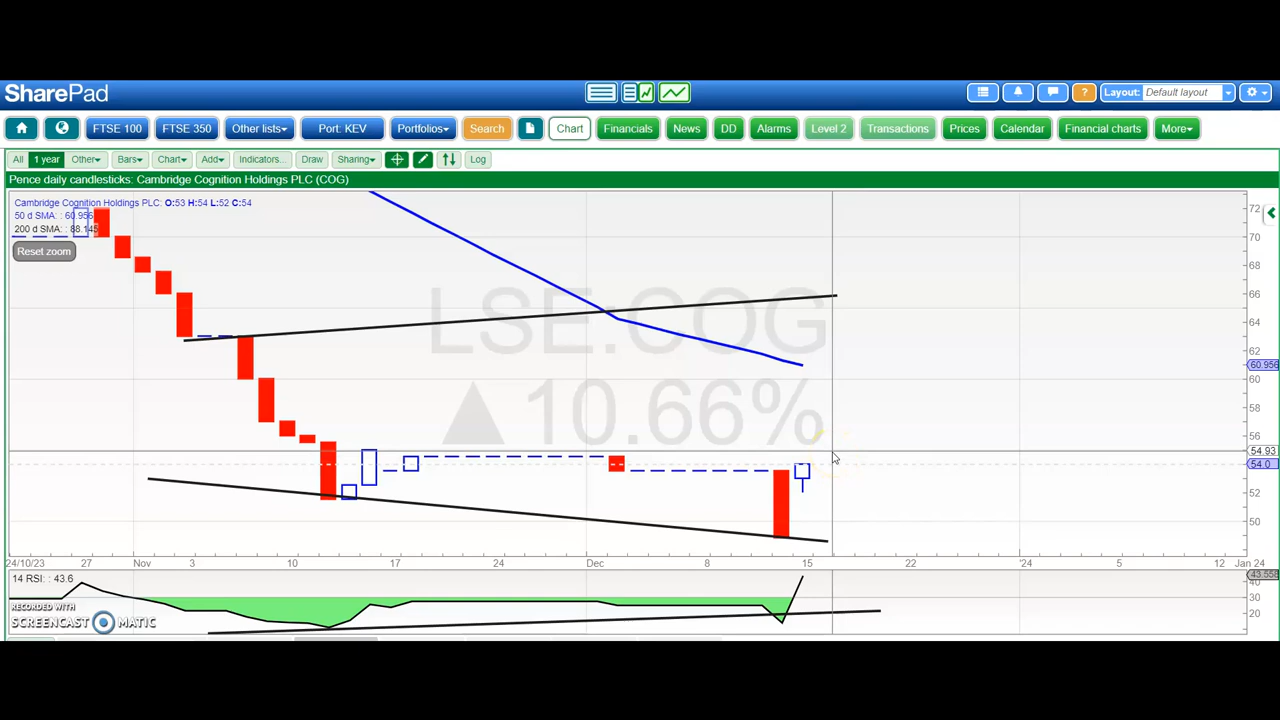 SharePad
Layout: Default layout
FTSE 100 FTSE 350 Other lists Port: KEV Portfolios Search Chart Financials News DD Alarms Level 2 Transactions Prices Calendar Financial charts More
All 1 year Other Bars Chart Add Indicators... Draw Sharing Log
Pence daily candlesticks: Cambridge Cognition Holdings PLC (COG)
Cambridge Cognition Holdings PLC: O:53 H:54 L:52 C:54
50 d SMA: : 60.956
200 d SMA: : 88.145
Reset zoom
LSE:COG
▲10.66%
72
70
68
66
64
62
60.956
60
58
56
54.93
54.0
52
50
24/10/23 27 Nov 3 10 17 24 Dec 8 15 22 '24 5 12 Jan 24
14 RSI: : 43.6
43.558
40
30
20
RECORDED WITH
SCREENCAST MATIC